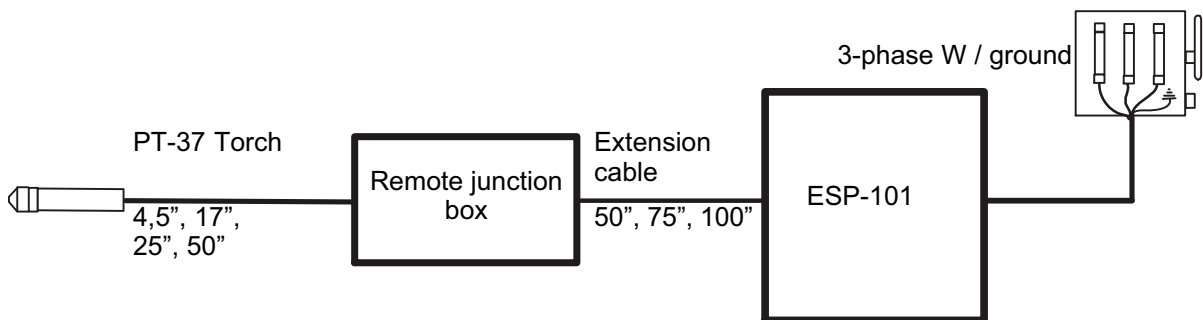 3-phase W / ground
PT-37 Torch
4,5”, 17”,
25”, 50”
Remote junction
box
Extension
cable
50”, 75”, 100”
ESP-101